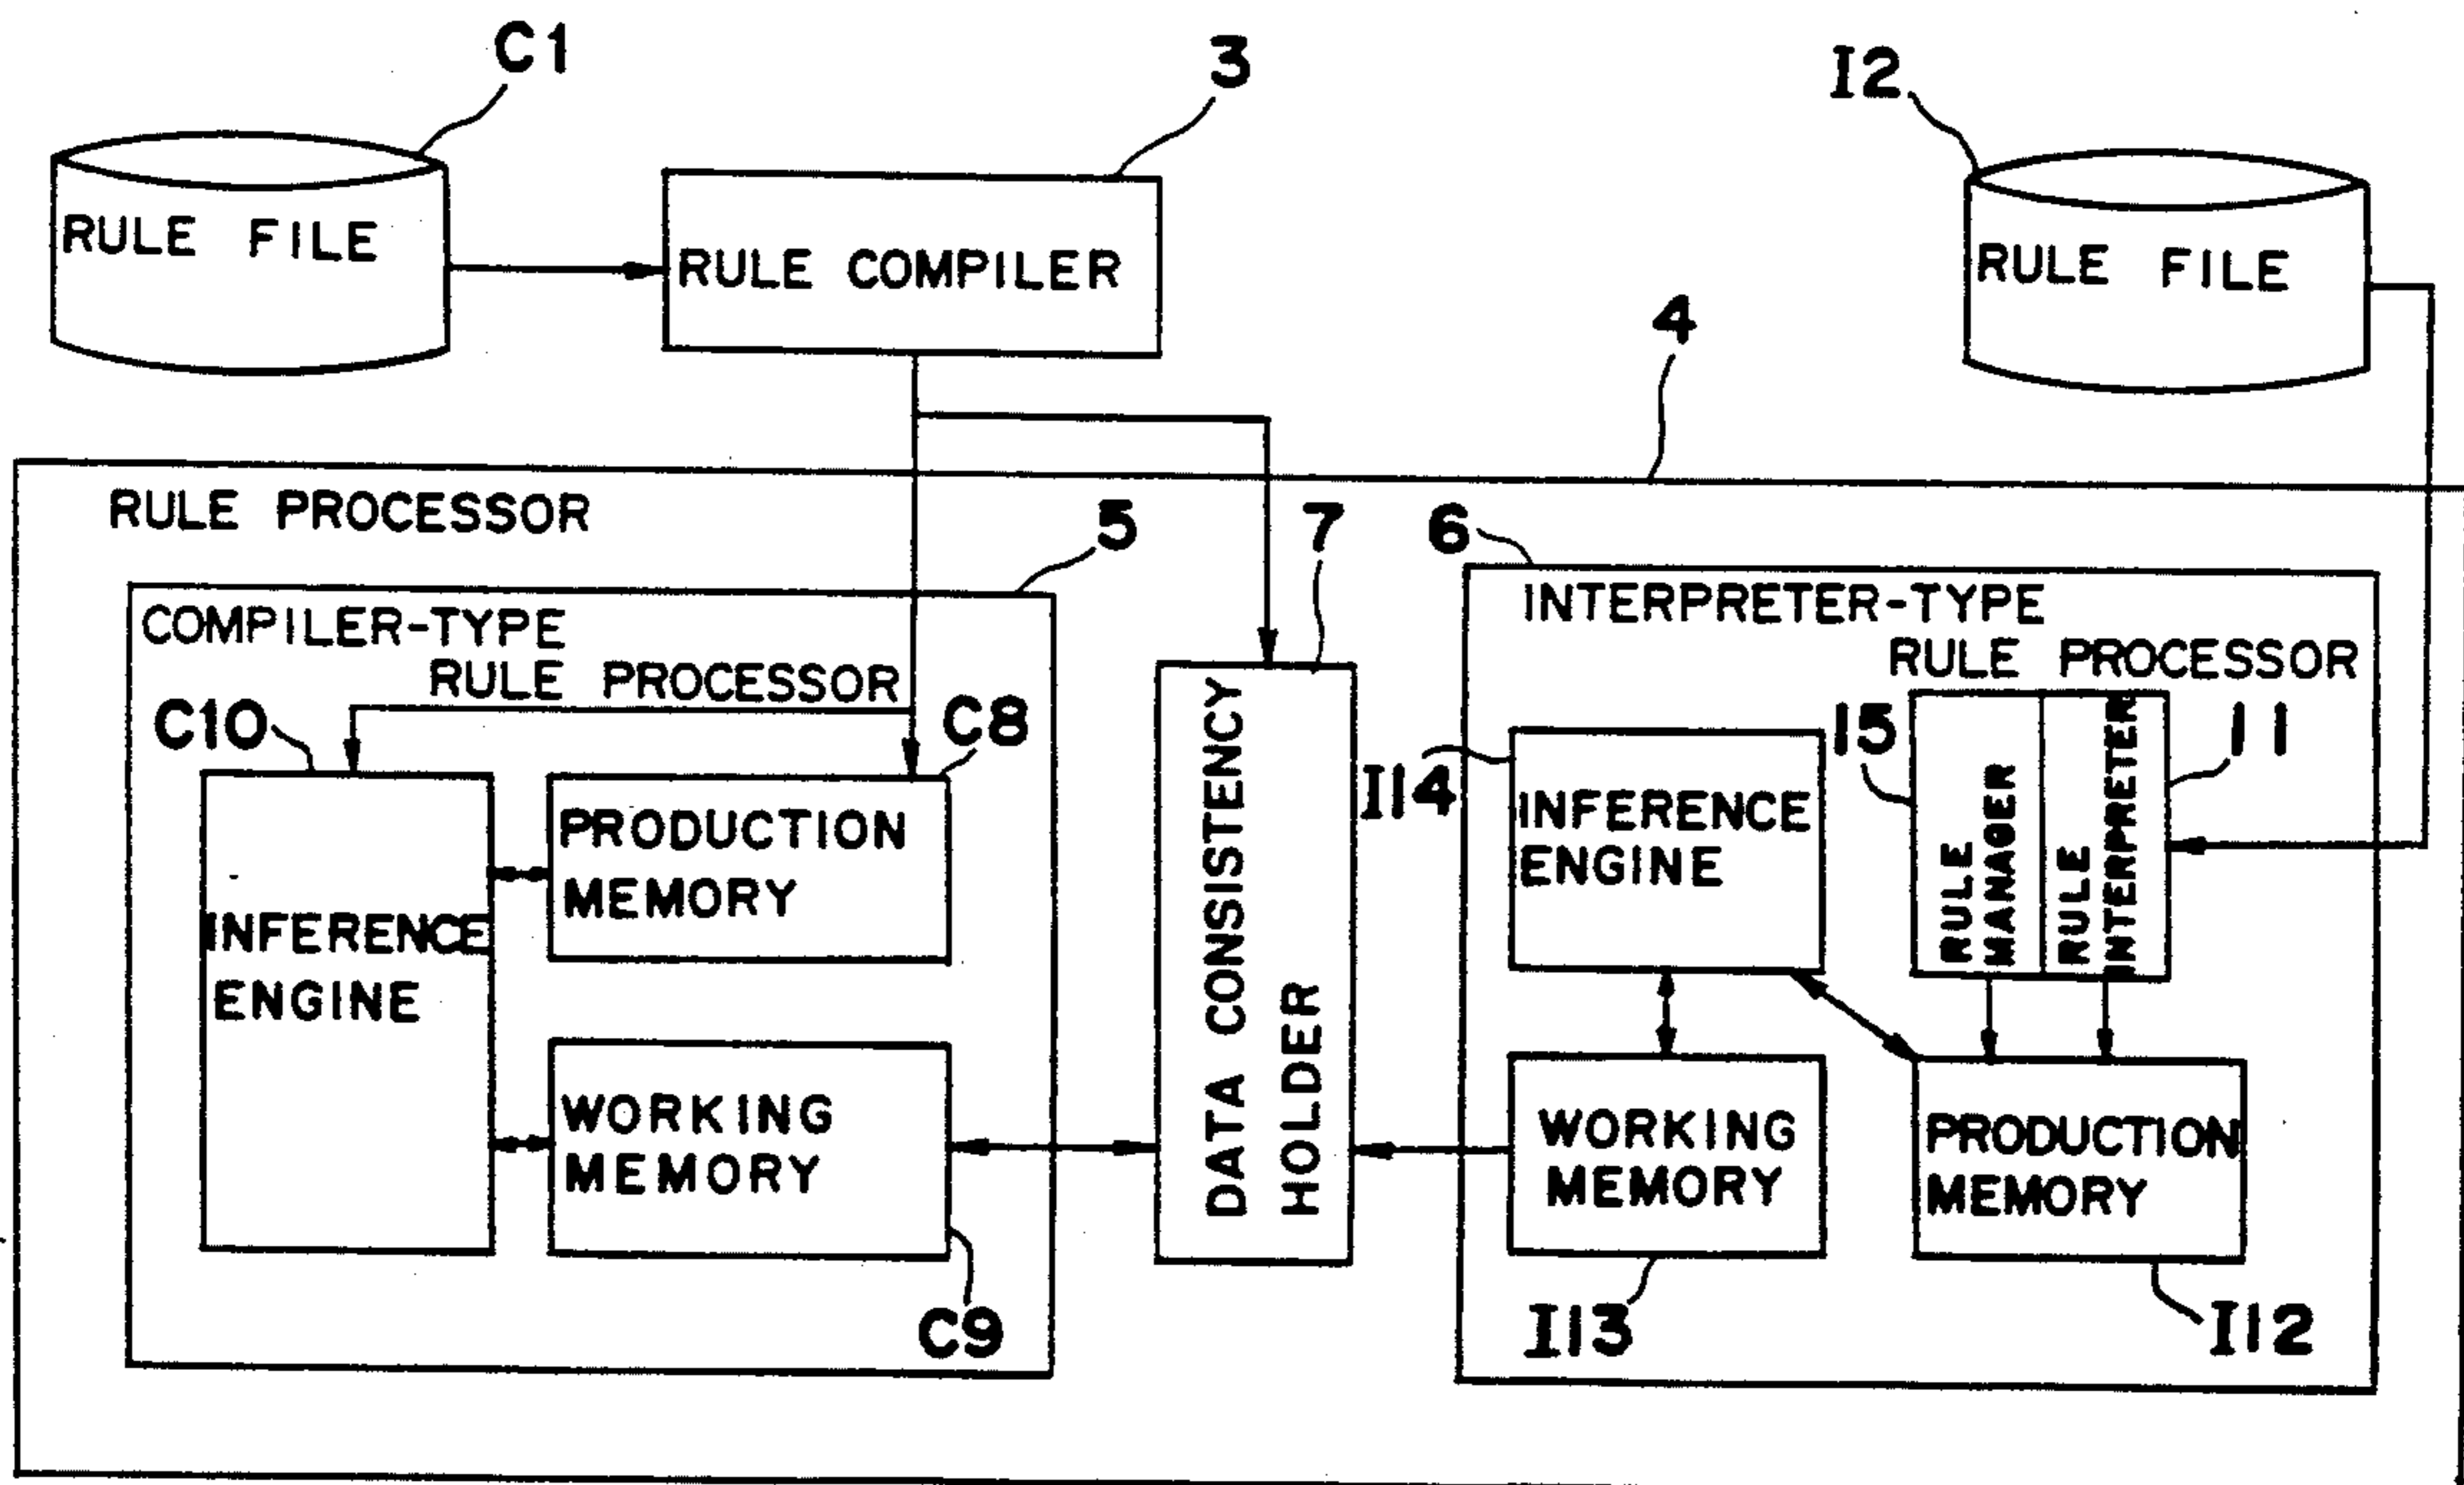 C1
3
I2
RULE FILE
RULE COMPILER
RULE FILE
4
RULE PROCESSOR
5
7
6
COMPILER-TYPE
RULE PROCESSOR
INTERPRETER-TYPE
RULE PROCESSOR
C10
C8
I14
15
11
INFERENCE
ENGINE
PRODUCTION
MEMORY
WORKING
MEMORY
C9
DATA CONSISTENCY
HOLDER
INFERENCE
ENGINE
RULE
MANAGER
RULE
INTERPRETER
WORKING
MEMORY
PRODUCTION
MEMORY
I13
I12